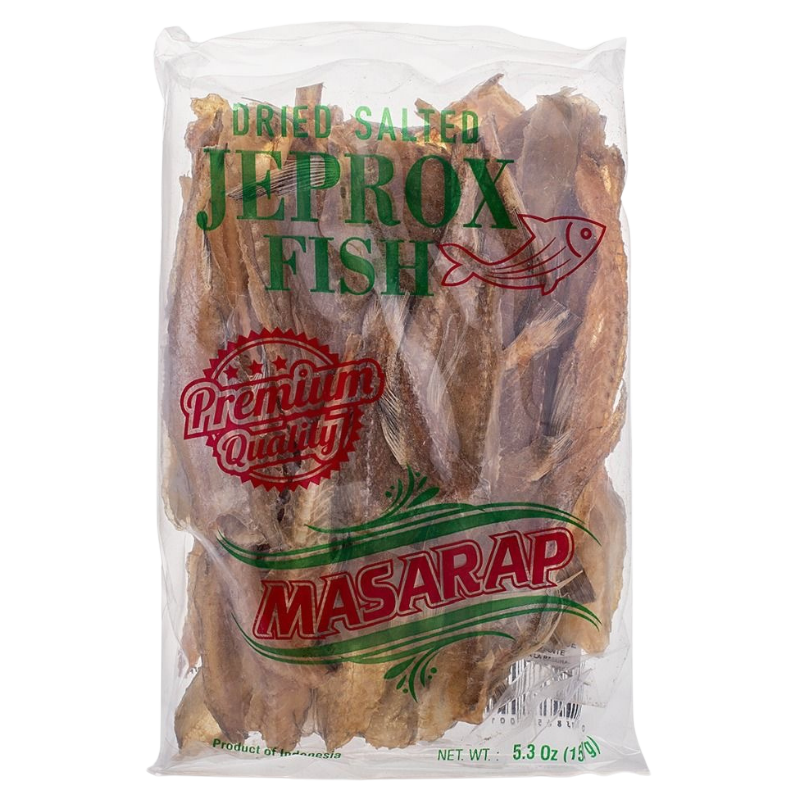 DRIED SALTED
JEPROX
FISH
Premium
Quality
MASARAP
Product of Indonesia
NET. WT. : 5.3 Oz